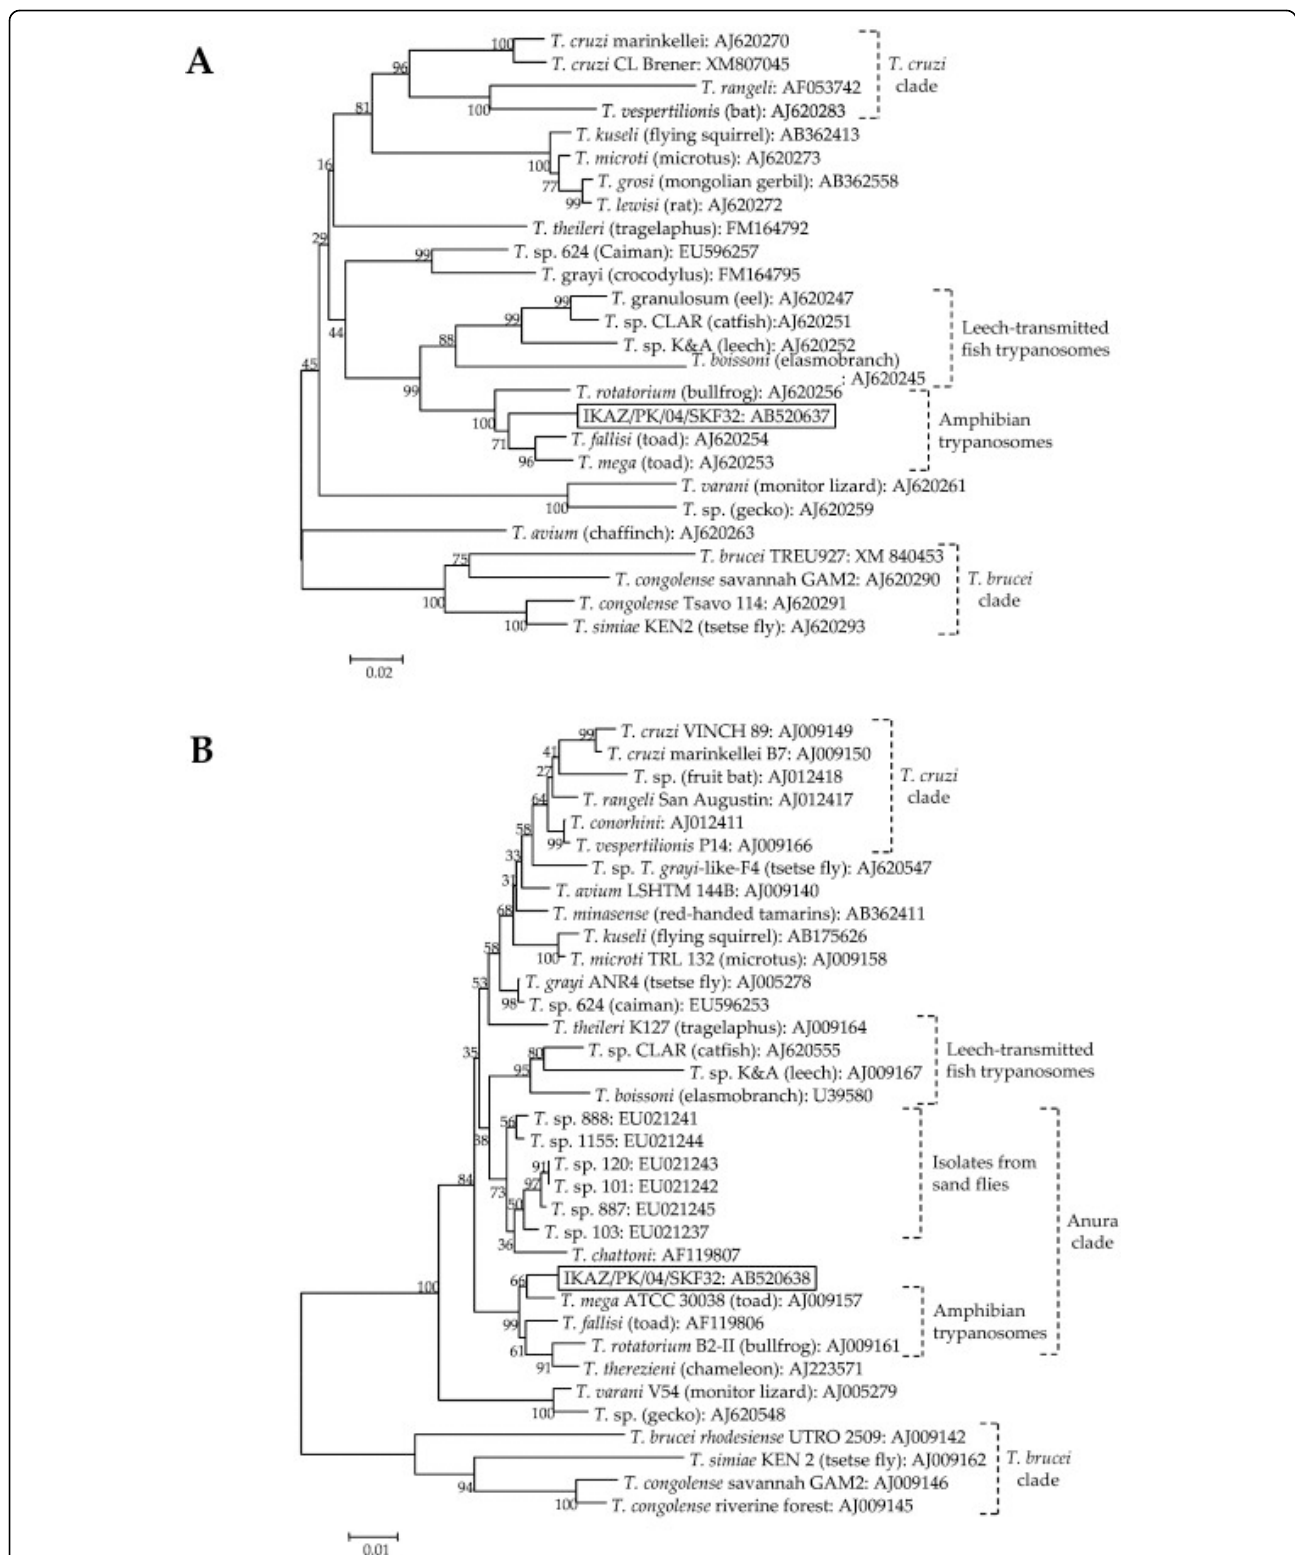 A
100
T. cruzi marinkellei: AJ620270
T. cruzi CL Brener: XM807045
96
T. rangeli: AF053742
100
T. vespertilionis (bat): AJ620283
T. cruzi
clade
81
T. kuseli (flying squirrel): AB362413
T. microti (microtus): AJ620273
100
77
T. grosi (mongolian gerbil): AB362558
99
T. lewisi (rat): AJ620272
16
T. theileri (tragelaphus): FM164792
29
99
T. sp. 624 (Caiman): EU596257
T. grayi (crocodylus): FM164795
44
99
T. granulosum (eel): AJ620247
99
T. sp. CLAR (catfish):AJ620251
88
T. sp. K&A (leech): AJ620252
T. boissoni (elasmobranch)
: AJ620245
Leech-transmitted
fish trypanosomes
45
99
T. rotatorium (bullfrog): AJ620256
100
IKAZ/PK/04/SKF32: AB520637
71
T. fallisi (toad): AJ620254
96
T. mega (toad): AJ620253
Amphibian
trypanosomes
T. varani (monitor lizard): AJ620261
100
T. sp. (gecko): AJ620259
T. avium (chaffinch): AJ620263
75
T. brucei TREU927: XM 840453
T. congolense savannah GAM2: AJ620290
100
T. congolense Tsavo 114: AJ620291
100
T. simiae KEN2 (tsetse fly): AJ620293
T. brucei
clade
0.02
B
99
T. cruzi VINCH 89: AJ009149
41
T. cruzi marinkellei B7: AJ009150
27
T. sp. (fruit bat): AJ012418
64
T. rangeli San Augustin: AJ012417
T. conorhini: AJ012411
99
T. vespertilionis P14: AJ009166
T. cruzi
clade
58
T. sp. T. grayi-like-F4 (tsetse fly): AJ620547
33
T. avium LSHTM 144B: AJ009140
31
T. minasense (red-handed tamarins): AB362411
68
T. kuseli (flying squirrel): AB175626
100
T. microti TRL 132 (microtus): AJ009158
58
T. grayi ANR4 (tsetse fly): AJ005278
98
T. sp. 624 (caiman): EU596253
53
T. theileri K127 (tragelaphus): AJ009164
35
80
T. sp. CLAR (catfish): AJ620555
95
T. sp. K&A (leech): AJ009167
T. boissoni (elasmobranch): U39580
Leech-transmitted
fish trypanosomes
38
56
T. sp. 888: EU021241
T. sp. 1155: EU021244
73
91
T. sp. 120: EU021243
97
T. sp. 101: EU021242
50
T. sp. 887: EU021245
T. sp. 103: EU021237
36
T. chattoni: AF119807
Isolates from
sand flies
Anura
clade
84
66
IKAZ/PK/04/SKF32: AB520638
T. mega ATCC 30038 (toad): AJ009157
99
T. fallisi (toad): AF119806
61
T. rotatorium B2-II (bullfrog): AJ009161
91
T. therezieni (chameleon): AJ223571
Amphibian
trypanosomes
100
T. varani V54 (monitor lizard): AJ005279
100
T. sp. (gecko): AJ620548
T. brucei rhodesiense UTRO 2509: AJ009142
T. simiae KEN 2 (tsetse fly): AJ009162
94
T. congolense savannah GAM2: AJ009146
100
T. congolense riverine forest: AJ009145
T. brucei
clade
0.01